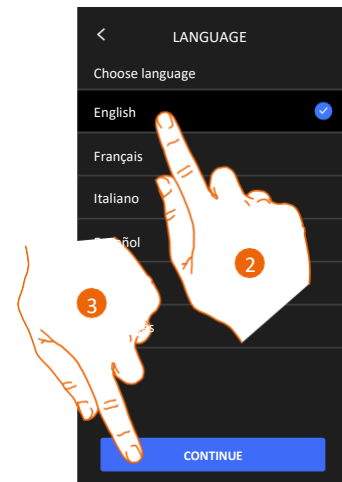 LANGUAGE
Choose language
English
Français
Italiano
2
3
CONTINUE